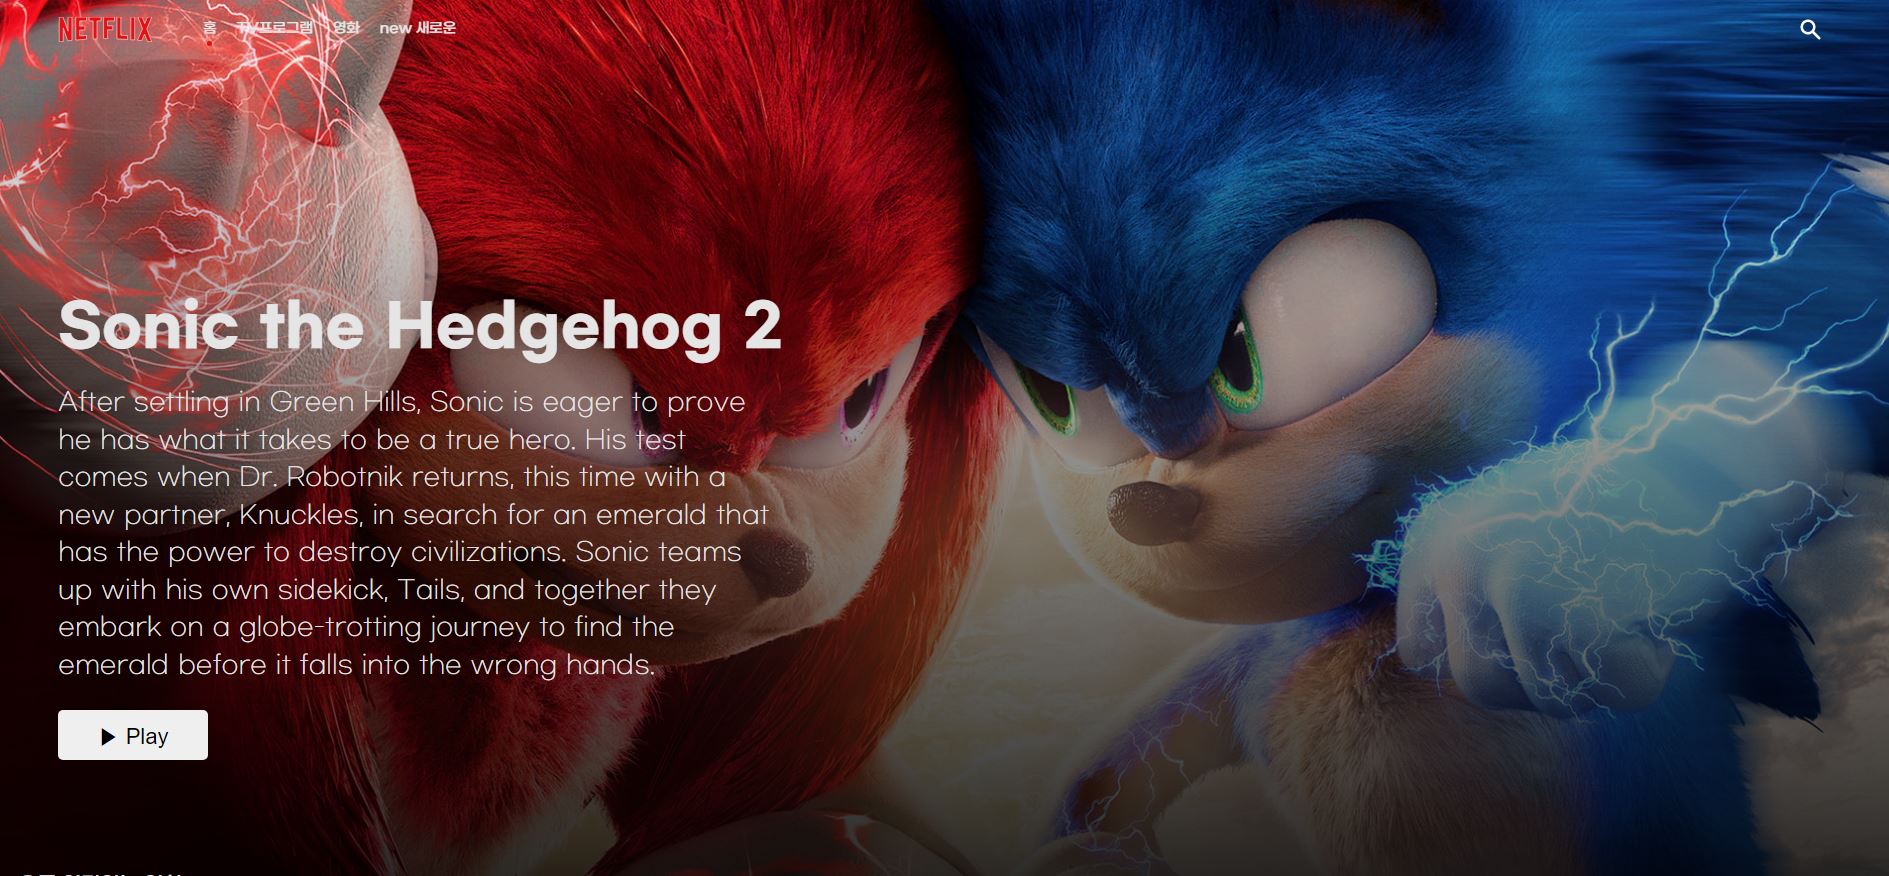 NETFLIX 홈 TV프로그램 영화 new 새로운
Sonic the Hedgehog 2
After settling in Green Hills, Sonic is eager to prove
he has what it takes to be a true hero. His test
comes when Dr. Robotnik returns, this time with a
new partner, Knuckles, in search for an emerald that
has the power to destroy civilizations. Sonic teams
up with his own sidekick, Tails, and together they
embark on a globe-trotting journey to find the
emerald before it falls into the wrong hands.
Play